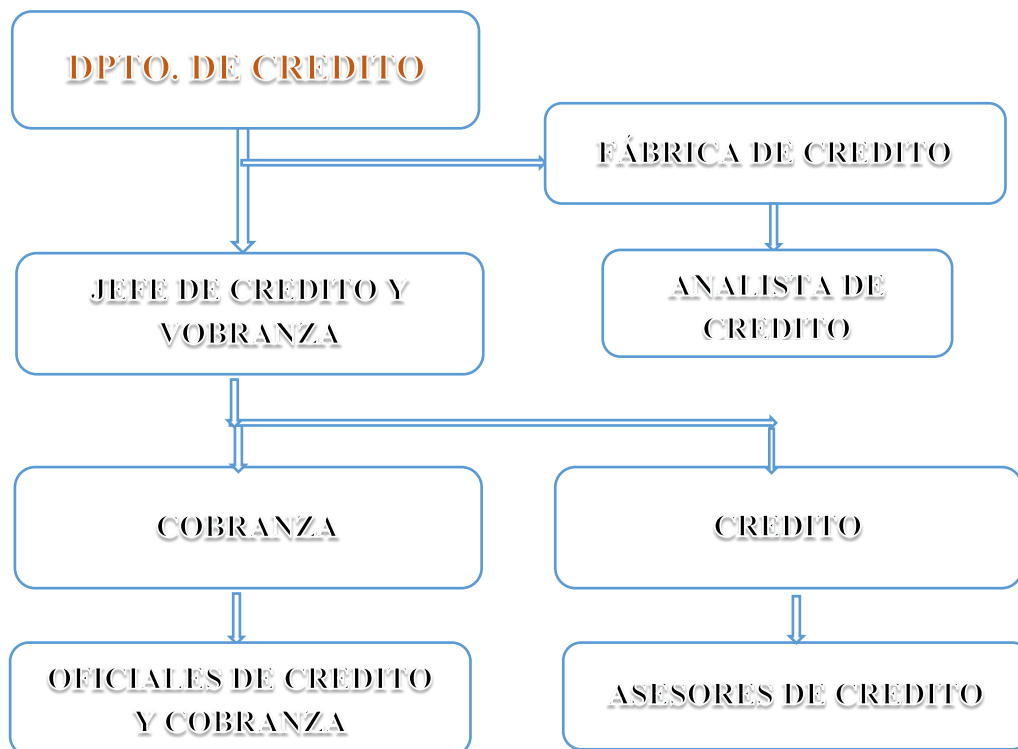 DPTO. DE CREDITO
FÁBRICA DE CREDITO
JEFE DE CREDITO Y
VOBRANZA
ANALISTA DE
CREDITO
COBRANZA
CREDITO
OFICIALES DE CREDITO
Y COBRANZA
ASESORES DE CREDITO